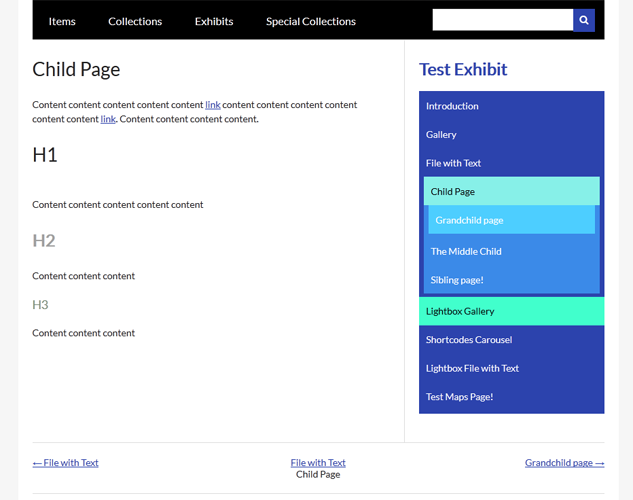 Items Collections Exhibits Special Collections
Child Page
Content content content content content link content content content content
content content link. Content content content content.
H1
Content content content content content
H2
Content content content
H3
Content content content
Test Exhibit
Introduction
Gallery
File with Text
Child Page
Grandchild page
The Middle Child
Sibling page!
Lightbox Gallery
Shortcodes Carousel
Lightbox File with Text
Test Maps Page!
← File with Text
File with Text
Child Page
Grandchild page →